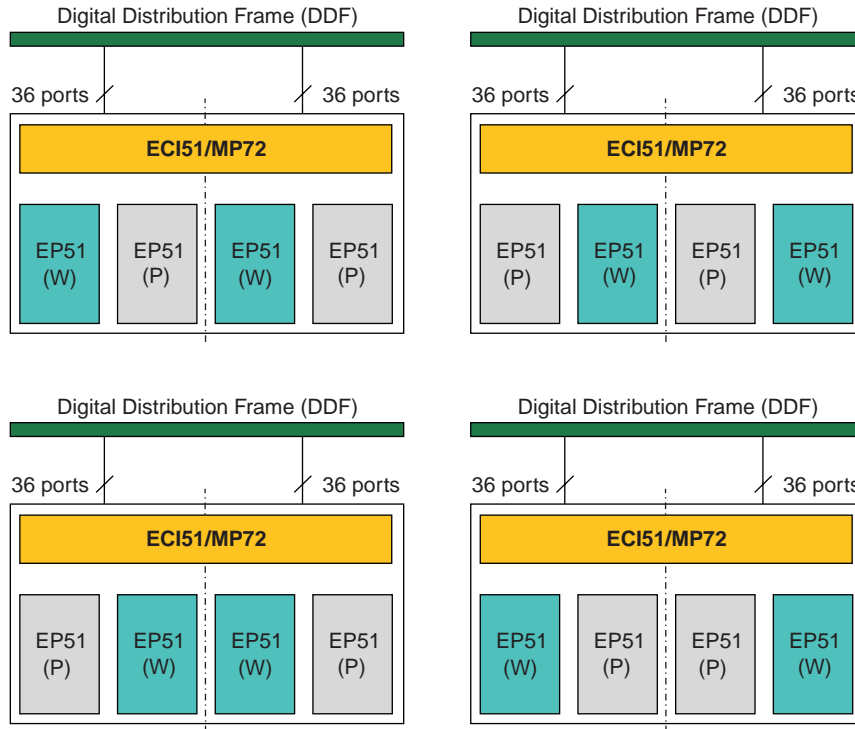 Digital Distribution Frame (DDF)
36 ports 36 ports
ECI51/MP72
EP51 EP51 EP51 EP51
(W) (P) (W) (P)
Digital Distribution Frame (DDF)
36 ports 36 ports
ECI51/MP72
EP51 EP51 EP51 EP51
(P) (W) (P) (W)
Digital Distribution Frame (DDF)
36 ports 36 ports
ECI51/MP72
EP51 EP51 EP51 EP51
(P) (W) (W) (P)
Digital Distribution Frame (DDF)
36 ports 36 ports
ECI51/MP72
EP51 EP51 EP51 EP51
(W) (P) (P) (W)